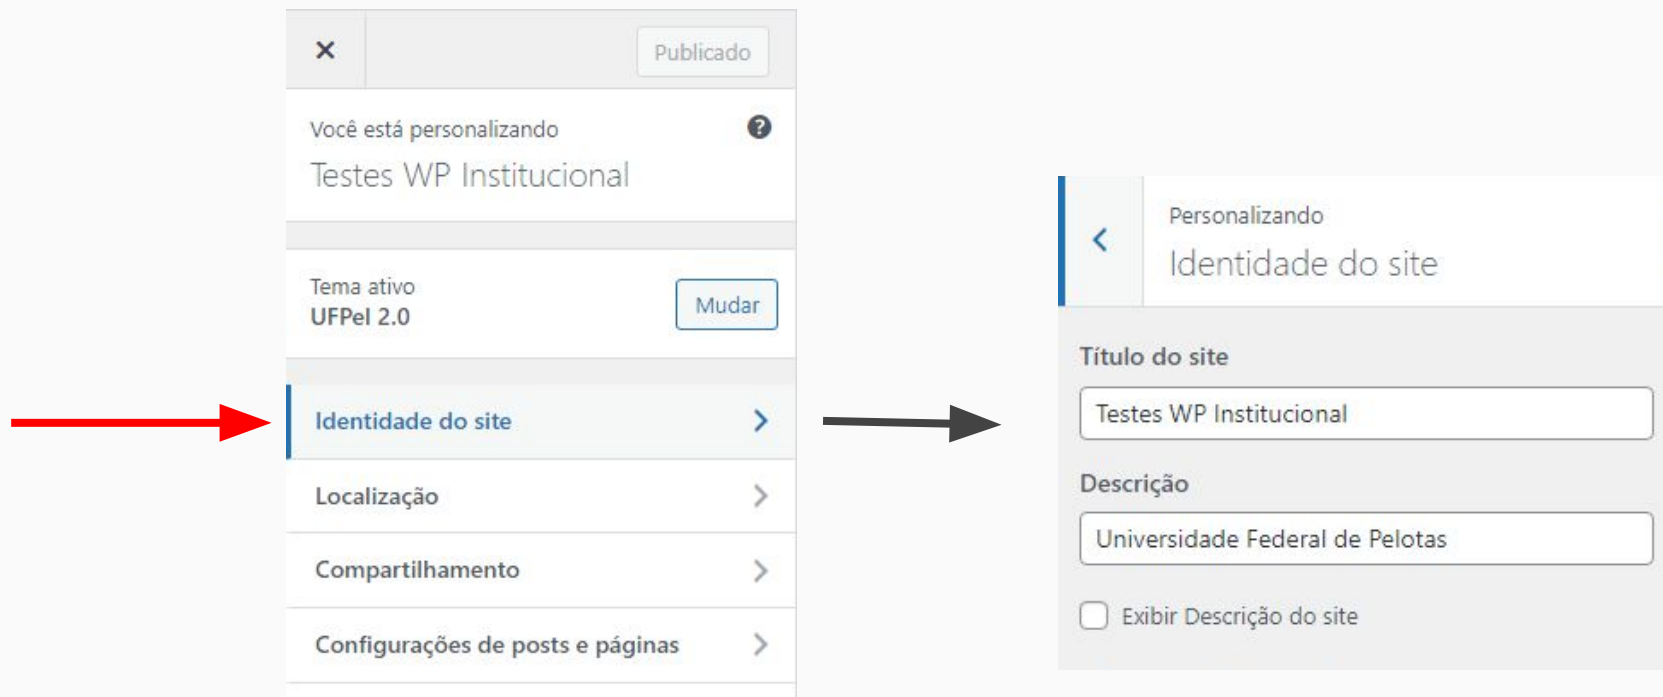 Publicado
Você está personalizando
Testes WP Institucional
Tema ativo
UFPel 2.0
Mudar
Identidade do site
Localização
Compartilhamento
Configurações de posts e páginas
Personalizando
Identidade do site
Título do site
Testes WP Institucional
Descrição
Universidade Federal de Pelotas
Exibir Descrição do site